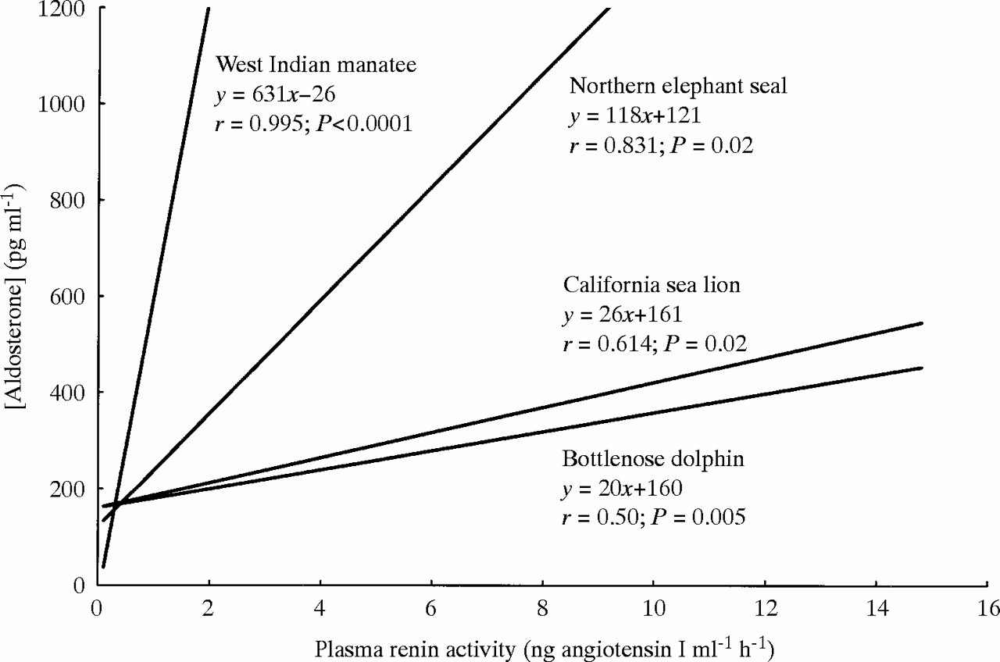 1200
1000
800
600
400
200
0
[Aldosterone] (pg ml⁻¹)
West Indian manatee
y = 631x−26
r = 0.995; P<0.0001
Northern elephant seal
y = 118x+121
r = 0.831; P = 0.02
California sea lion
y = 26x+161
r = 0.614; P = 0.02
Bottlenose dolphin
y = 20x+160
r = 0.50; P = 0.005
0 2 4 6 8 10 12 14 16
Plasma renin activity (ng angiotensin I ml⁻¹ h⁻¹)